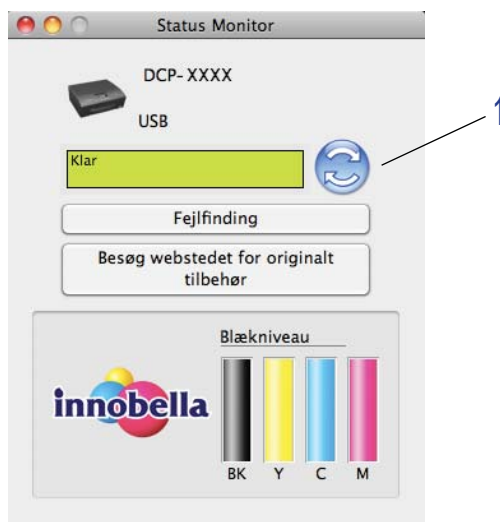 Status Monitor
DCP- XXXX
USB
Klar
1
Fejlfinding
Besøg webstedet for originalt
tilbehør
Blækniveau
innobella
BK Y C M